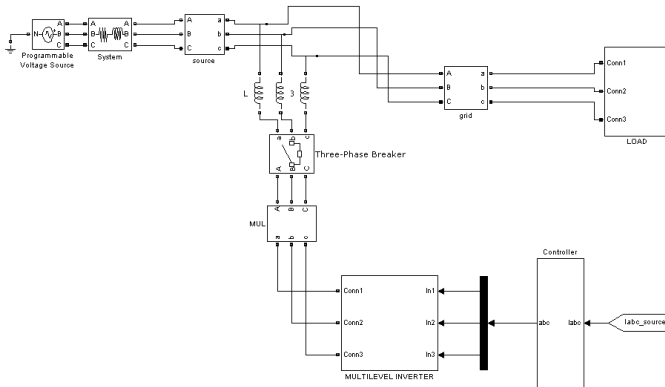 N
A
B
C
Programmable
Voltage Source
A
B
C
A
B
C
System
A
B
C
a
b
c
source
A
B
C
a
b
c
grid
Conn1
Conn2
Conn3
LOAD
L
3
a
b
c
A
B
C
Three-Phase Breaker
A
B
C
MUL
a
b
c
Conn1
Conn2
Conn3
In1
In2
In3
MULTILEVEL INVERTER
Controller
abc
Iabc
Iabc_source